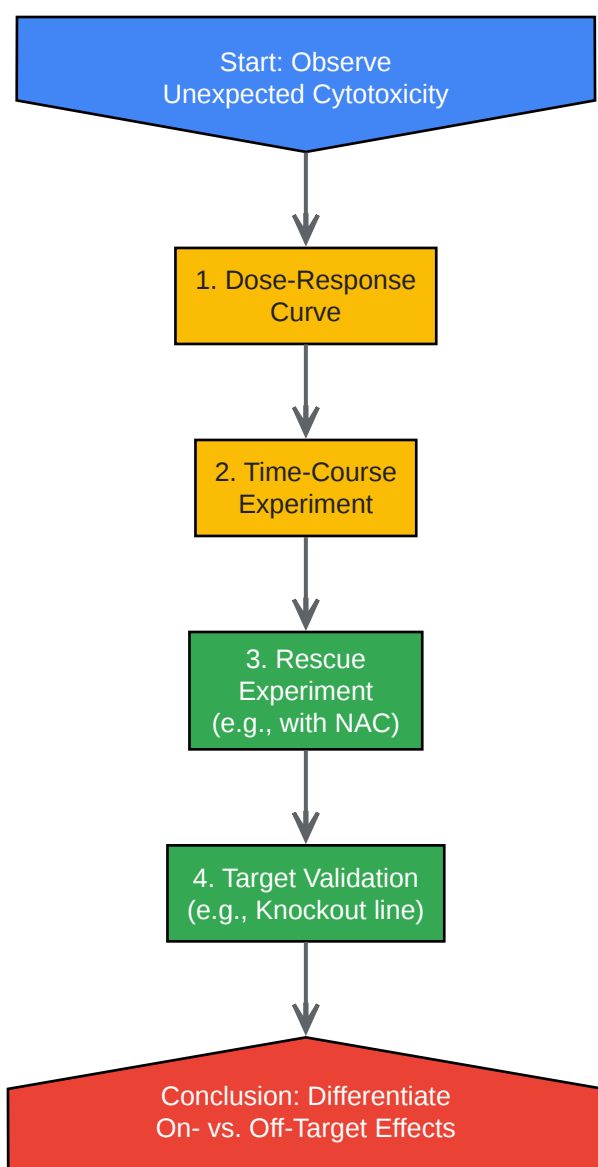 Start: Observe
Unexpected Cytotoxicity
1. Dose-Response
Curve
2. Time-Course
Experiment
3. Rescue
Experiment
(e.g., with NAC)
4. Target Validation
(e.g., Knockout line)
Conclusion: Differentiate
On- vs. Off-Target Effects